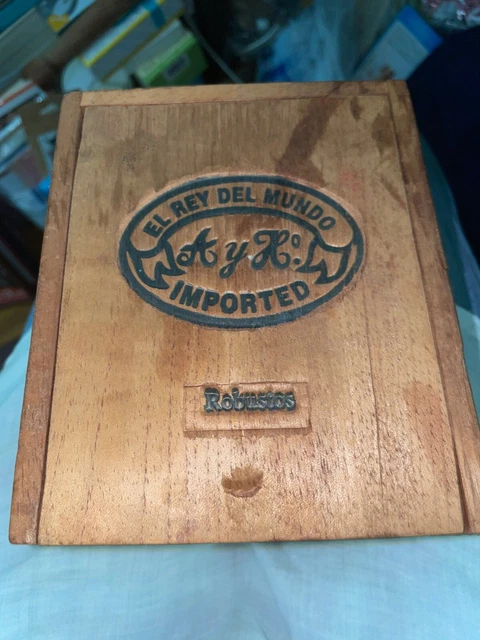 EL REY DEL MUNDO
A y Hº.
IMPORTED
Robustos